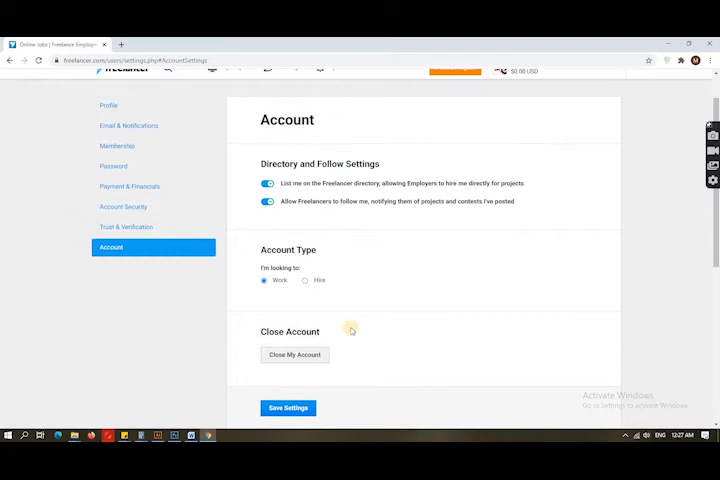 Online Jobs | Freelance Employm
freelancer.com/users/settings.php#AccountSettings
freelancer
$0.00 USD
Profile
Email & Notifications
Membership
Password
Payment & Financials
Account Security
Trust & Verification
Account
Account
Directory and Follow Settings
List me on the Freelancer directory, allowing Employers to hire me directly for projects
Allow Freelancers to follow me, notifying them of projects and contests I've posted
Account Type
I'm looking to:
Work Hire
Close Account
Close My Account
Save Settings
Activate Windows
Go to Settings to activate Windows.
ENG 12:27 AM